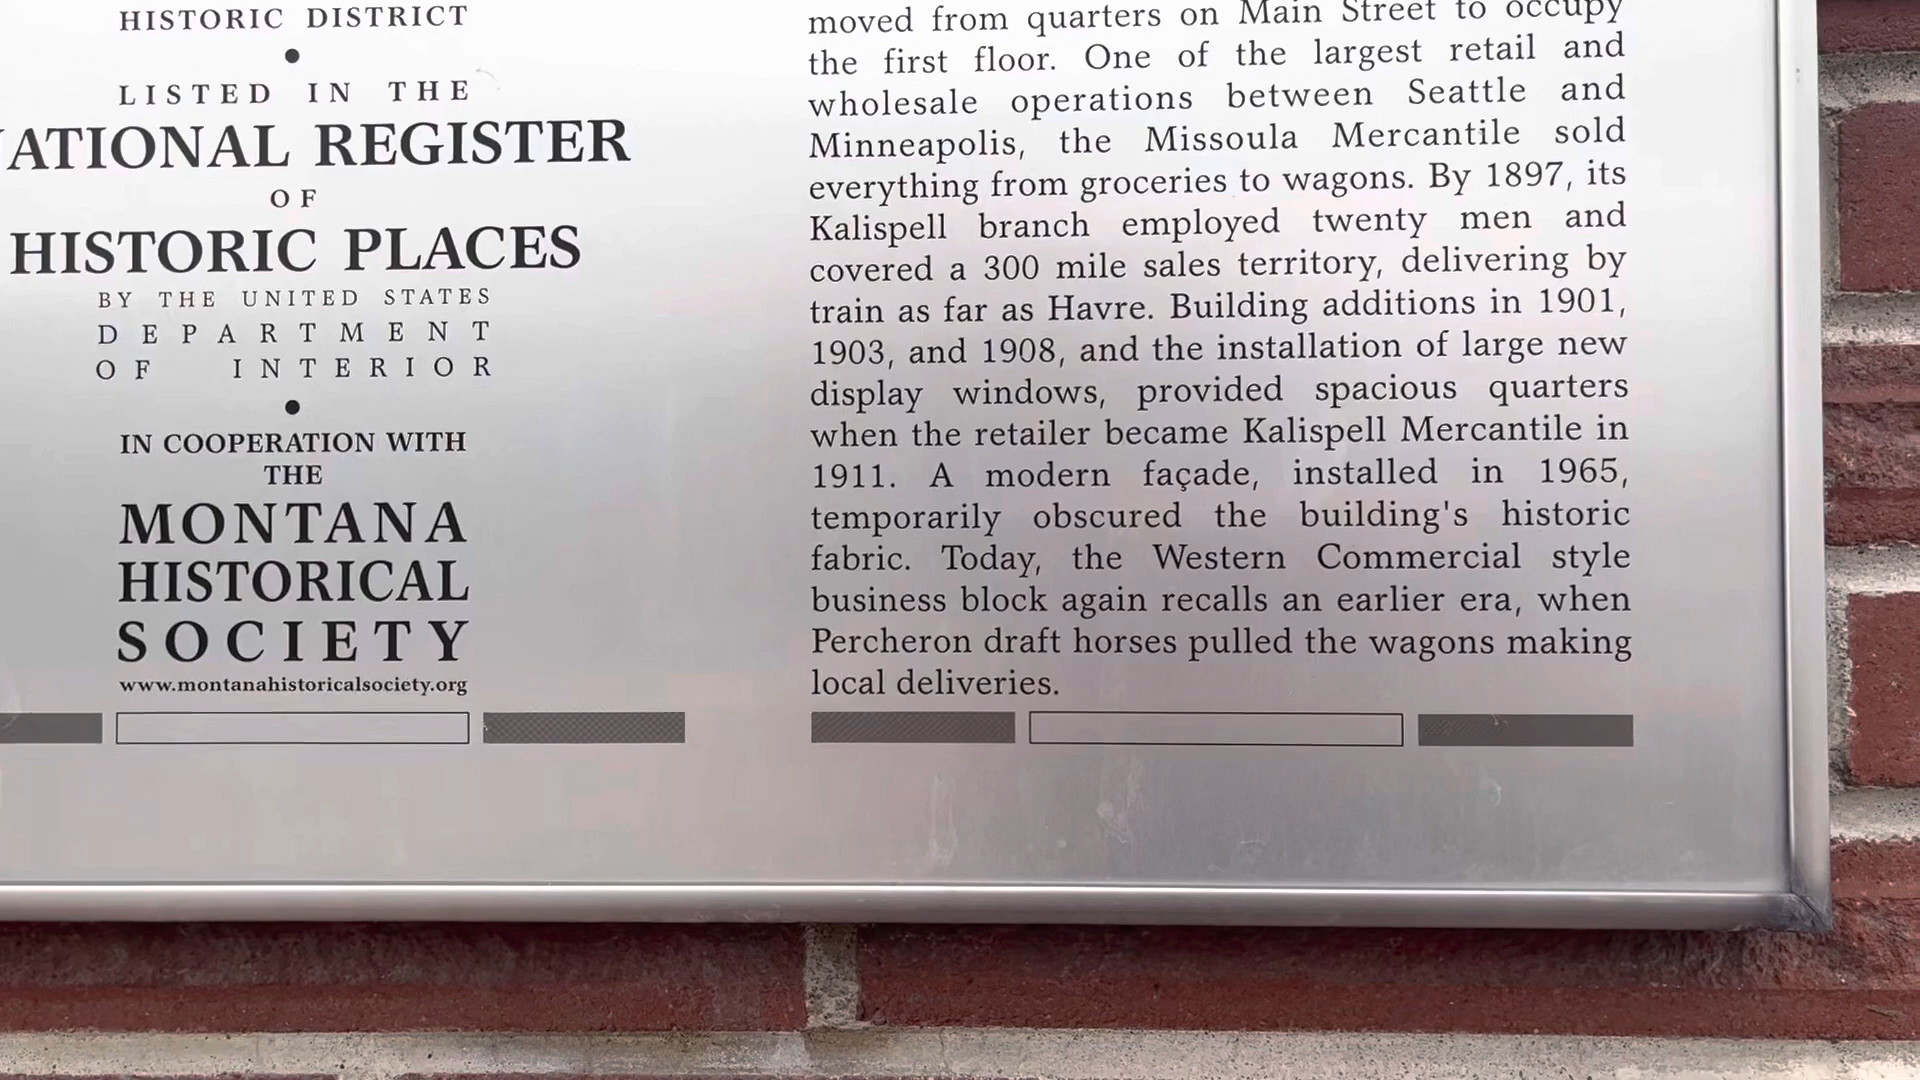 HISTORIC DISTRICT
•
LISTED IN THE
NATIONAL REGISTER
OF
HISTORIC PLACES
BY THE UNITED STATES
DEPARTMENT
OF INTERIOR
•
IN COOPERATION WITH
THE
MONTANA
HISTORICAL
SOCIETY
www.montanahistoricalsociety.org
moved from quarters on Main Street to occupy
the first floor. One of the largest retail and
wholesale operations between Seattle and
Minneapolis, the Missoula Mercantile sold
everything from groceries to wagons. By 1897, its
Kalispell branch employed twenty men and
covered a 300 mile sales territory, delivering by
train as far as Havre. Building additions in 1901,
1903, and 1908, and the installation of large new
display windows, provided spacious quarters
when the retailer became Kalispell Mercantile in
1911. A modern façade, installed in 1965,
temporarily obscured the building's historic
fabric. Today, the Western Commercial style
business block again recalls an earlier era, when
Percheron draft horses pulled the wagons making
local deliveries.